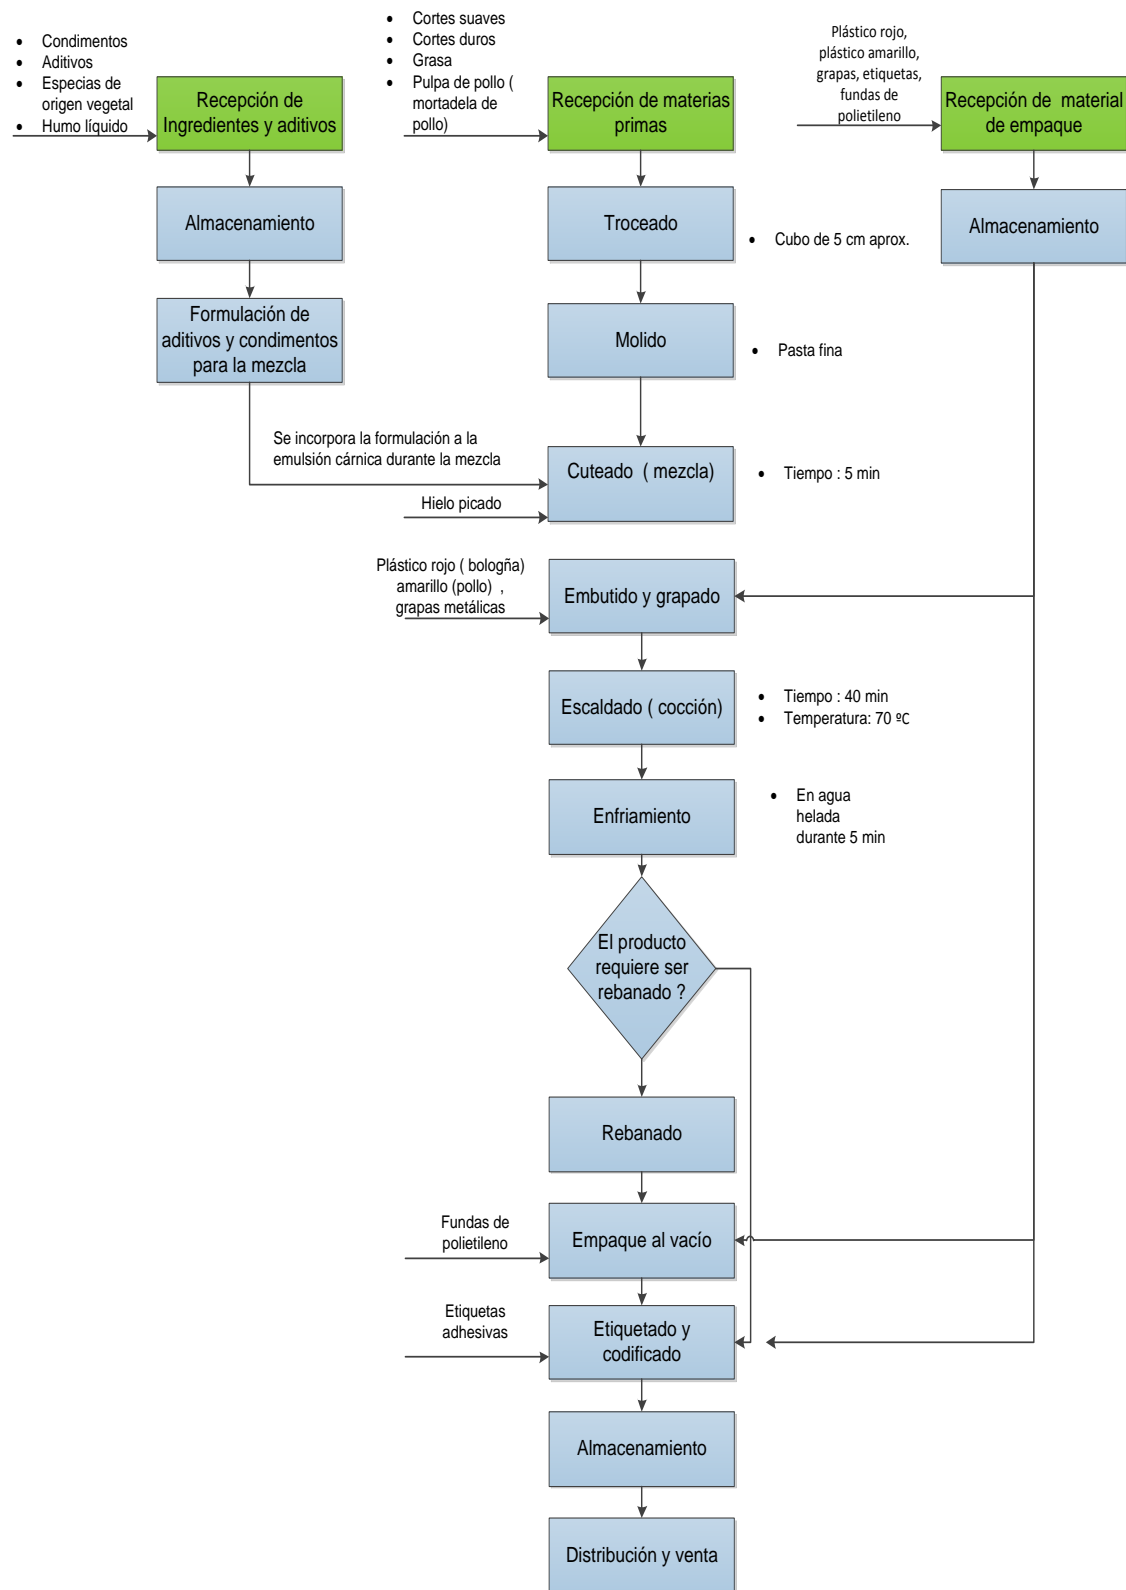 • Condimentos
• Aditivos
• Especias de
origen vegetal
• Humo líquido
Recepción de
Ingredientes y aditivos
Almacenamiento
Formulación de
aditivos y condimentos
para la mezcla
Se incorpora la formulación a la
emulsión cárnica durante la mezcla
Hielo picado
• Cortes suaves
• Cortes duros
• Grasa
• Pulpa de pollo (
mortadela de
pollo)
Recepción de materias
primas
Troceado
• Cubo de 5 cm aprox.
Molido
• Pasta fina
Cuteado ( mezcla)
• Tiempo : 5 min
Plástico rojo,
plástico amarillo,
grapas, etiquetas,
fundas de
polietileno
Recepción de material
de empaque
Almacenamiento
Plástico rojo ( bologña)
amarillo (pollo) ,
grapas metálicas
Embutido y grapado
Escaldado ( cocción)
• Tiempo : 40 min
• Temperatura: 70 ºC
Enfriamiento
• En agua
helada
durante 5 min
El producto
requiere ser
rebanado ?
Rebanado
Fundas de
polietileno
Empaque al vacío
Etiquetas
adhesivas
Etiquetado y
codificado
Almacenamiento
Distribución y venta